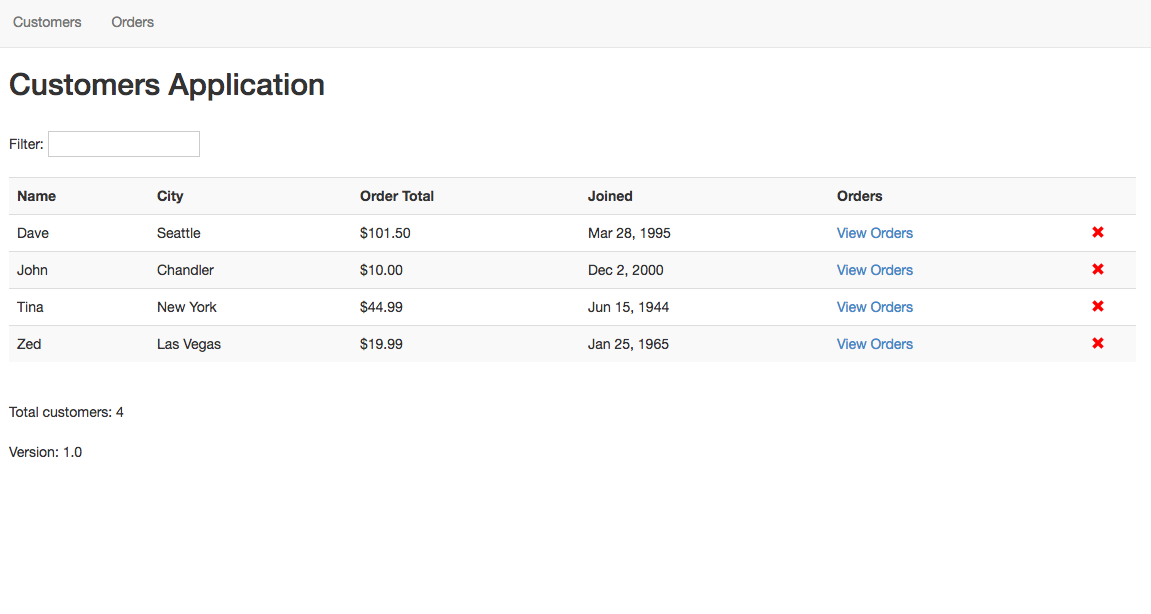 Customers Orders
Customers Application
Filter:
Name City Order Total Joined Orders
Dave Seattle $101.50 Mar 28, 1995 View Orders
John Chandler $10.00 Dec 2, 2000 View Orders
Tina New York $44.99 Jun 15, 1944 View Orders
Zed Las Vegas $19.99 Jan 25, 1965 View Orders
Total customers: 4
Version: 1.0